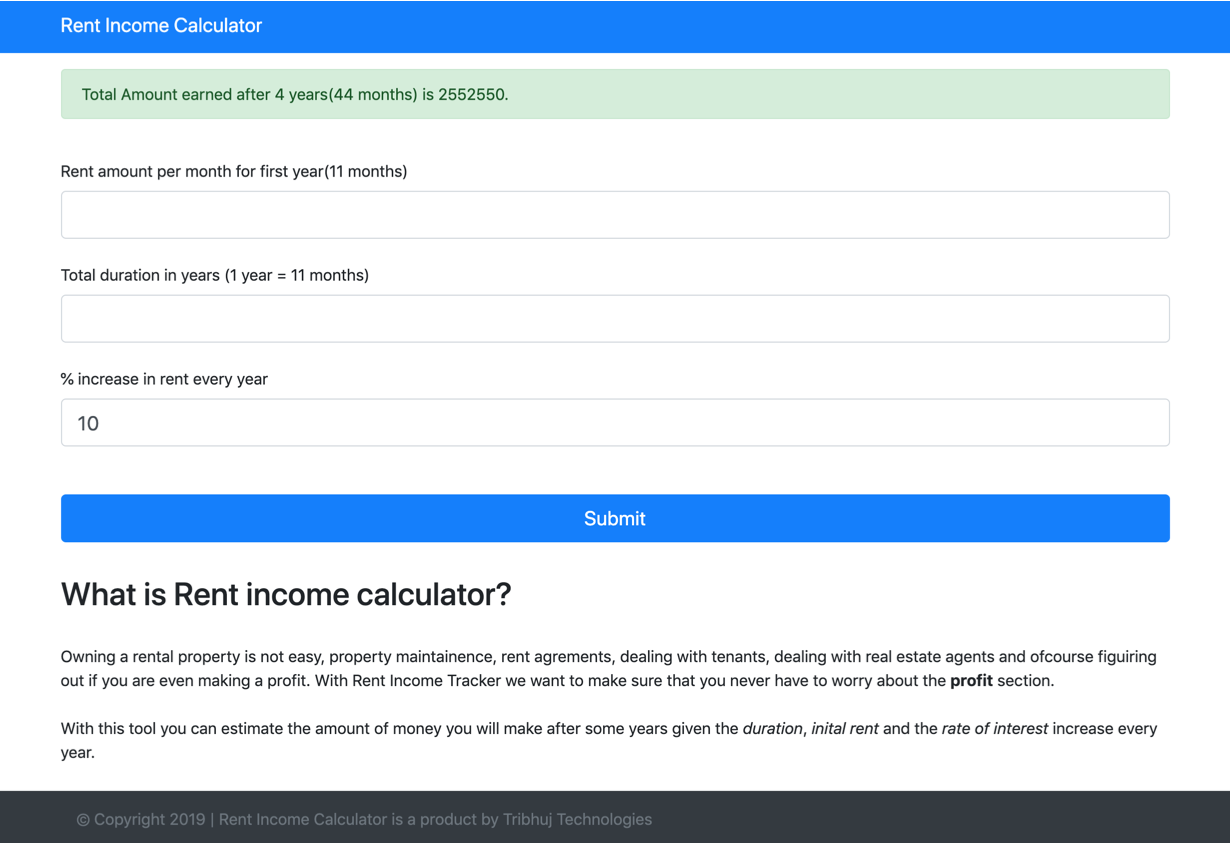 Rent Income Calculator
Total Amount earned after 4 years(44 months) is 2552550.
Rent amount per month for first year(11 months)
Total duration in years (1 year = 11 months)
% increase in rent every year
10
Submit
What is Rent income calculator?
Owning a rental property is not easy, property maintainence, rent agrements, dealing with tenants, dealing with real estate agents and ofcourse figuiring
out if you are even making a profit. With Rent Income Tracker we want to make sure that you never have to worry about the profit section.
With this tool you can estimate the amount of money you will make after some years given the duration, inital rent and the rate of interest increase every
year.
© Copyright 2019 | Rent Income Calculator is a product by Tribhuj Technologies